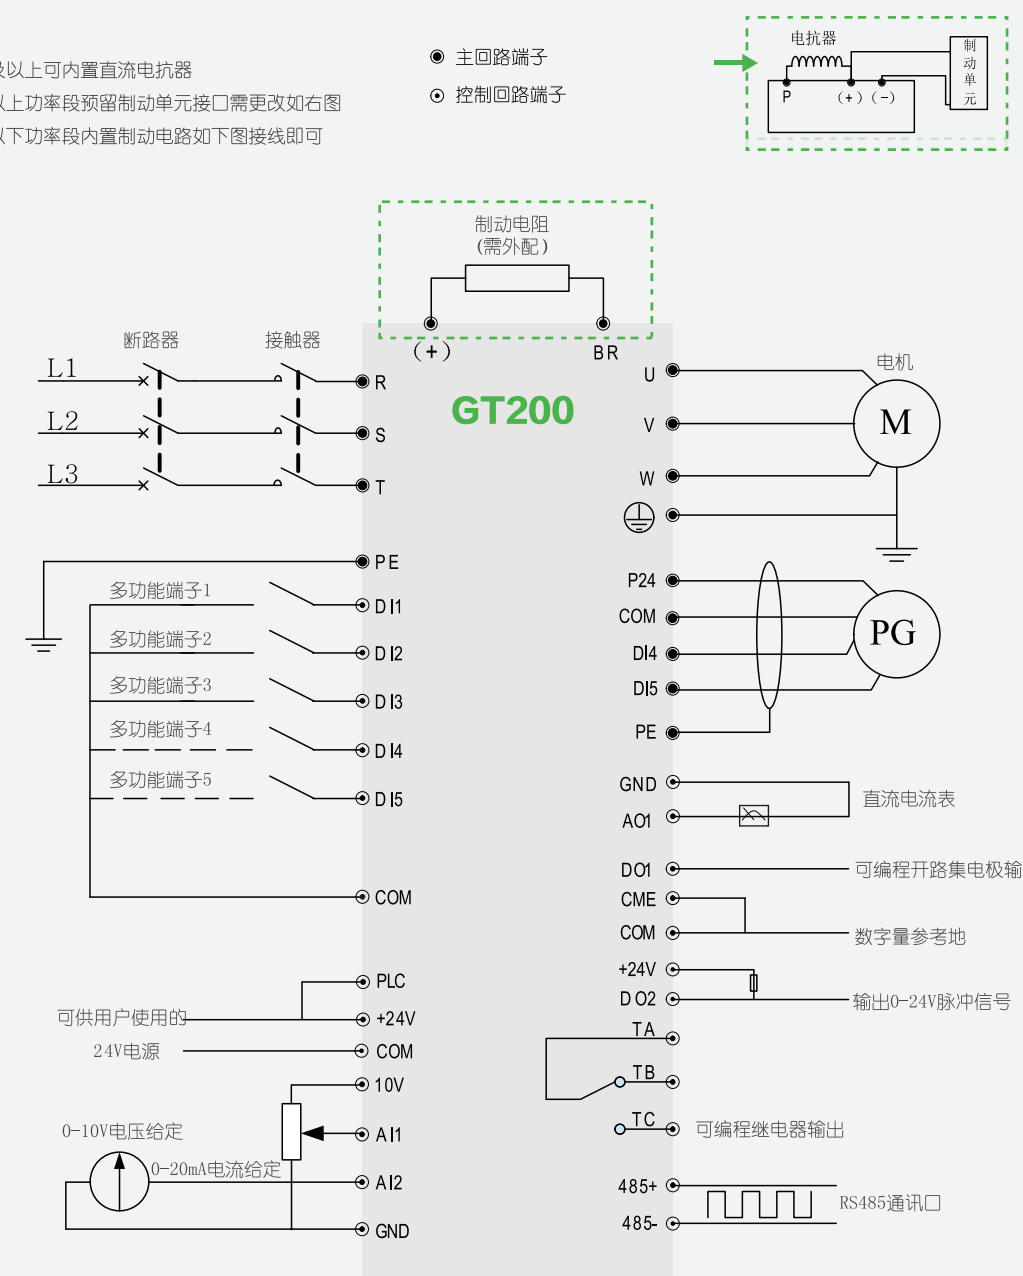 及以上可内置直流电抗器
以上功率段预留制动单元接口需更改如右图
以下功率段内置制动电路如下图接线即可
主回路端子
控制回路端子
电抗器
P
(+)
(-)
制动单元
制动电阻
(需外配)
(+)
BR
断路器
接触器
L1
L2
L3
R
S
T
GT200
U
V
W
电机
M
PE
多功能端子1
DI1
多功能端子2
DI2
多功能端子3
DI3
多功能端子4
DI4
多功能端子5
DI5
COM
P24
COM
DI4
DI5
PE
PG
GND
AO1
直流电流表
DO1
可编程开路集电极输
CME
COM
数字量参考地
+24V
DO2
输出0-24V脉冲信号
PLC
+24V
COM
可供用户使用的
24V电源
10V
AI1
AI2
GND
0-10V电压给定
0-20mA电流给定
TA
TB
TC
可编程继电器输出
485+
485-
RS485通讯口